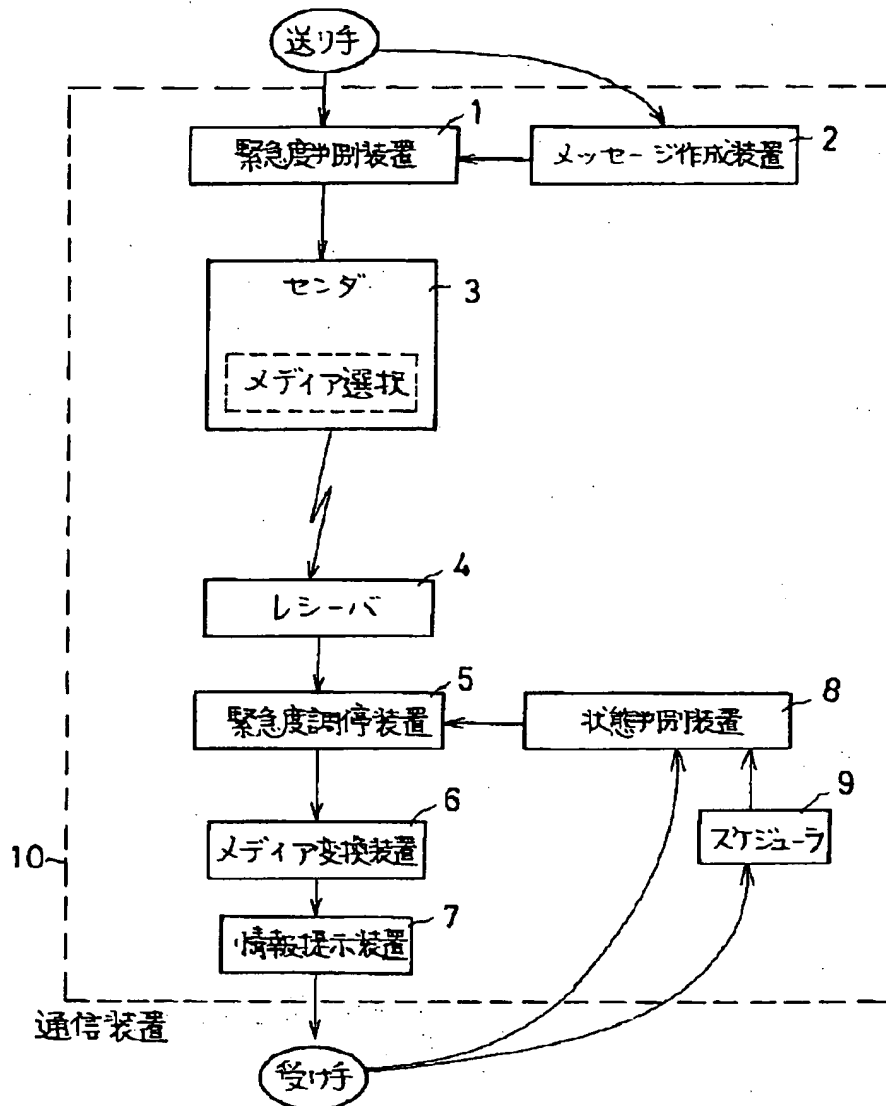 送り手
1
緊急度判別装置
2
メッセージ作成装置
3
センダ
メディア選択
4
レシーバ
5
緊急度調停装置
8
状態判別装置
6
メディア変換装置
9
スケジューラ
10
7
情報提示装置
通信装置
受け手